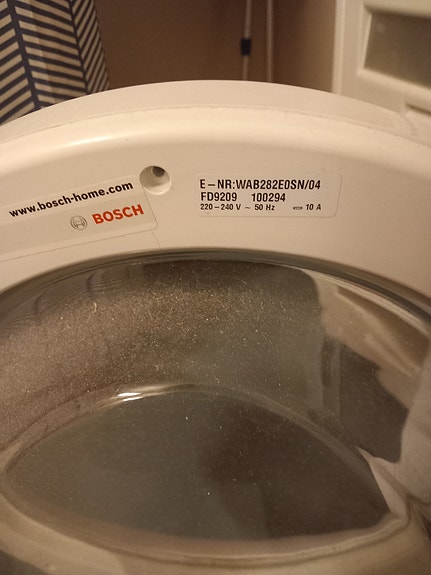 www.bosch-home.com
BOSCH
E-NR:WAB282E0SN/04
FD9209 100294
220-240 V ~ 50 Hz 10 A